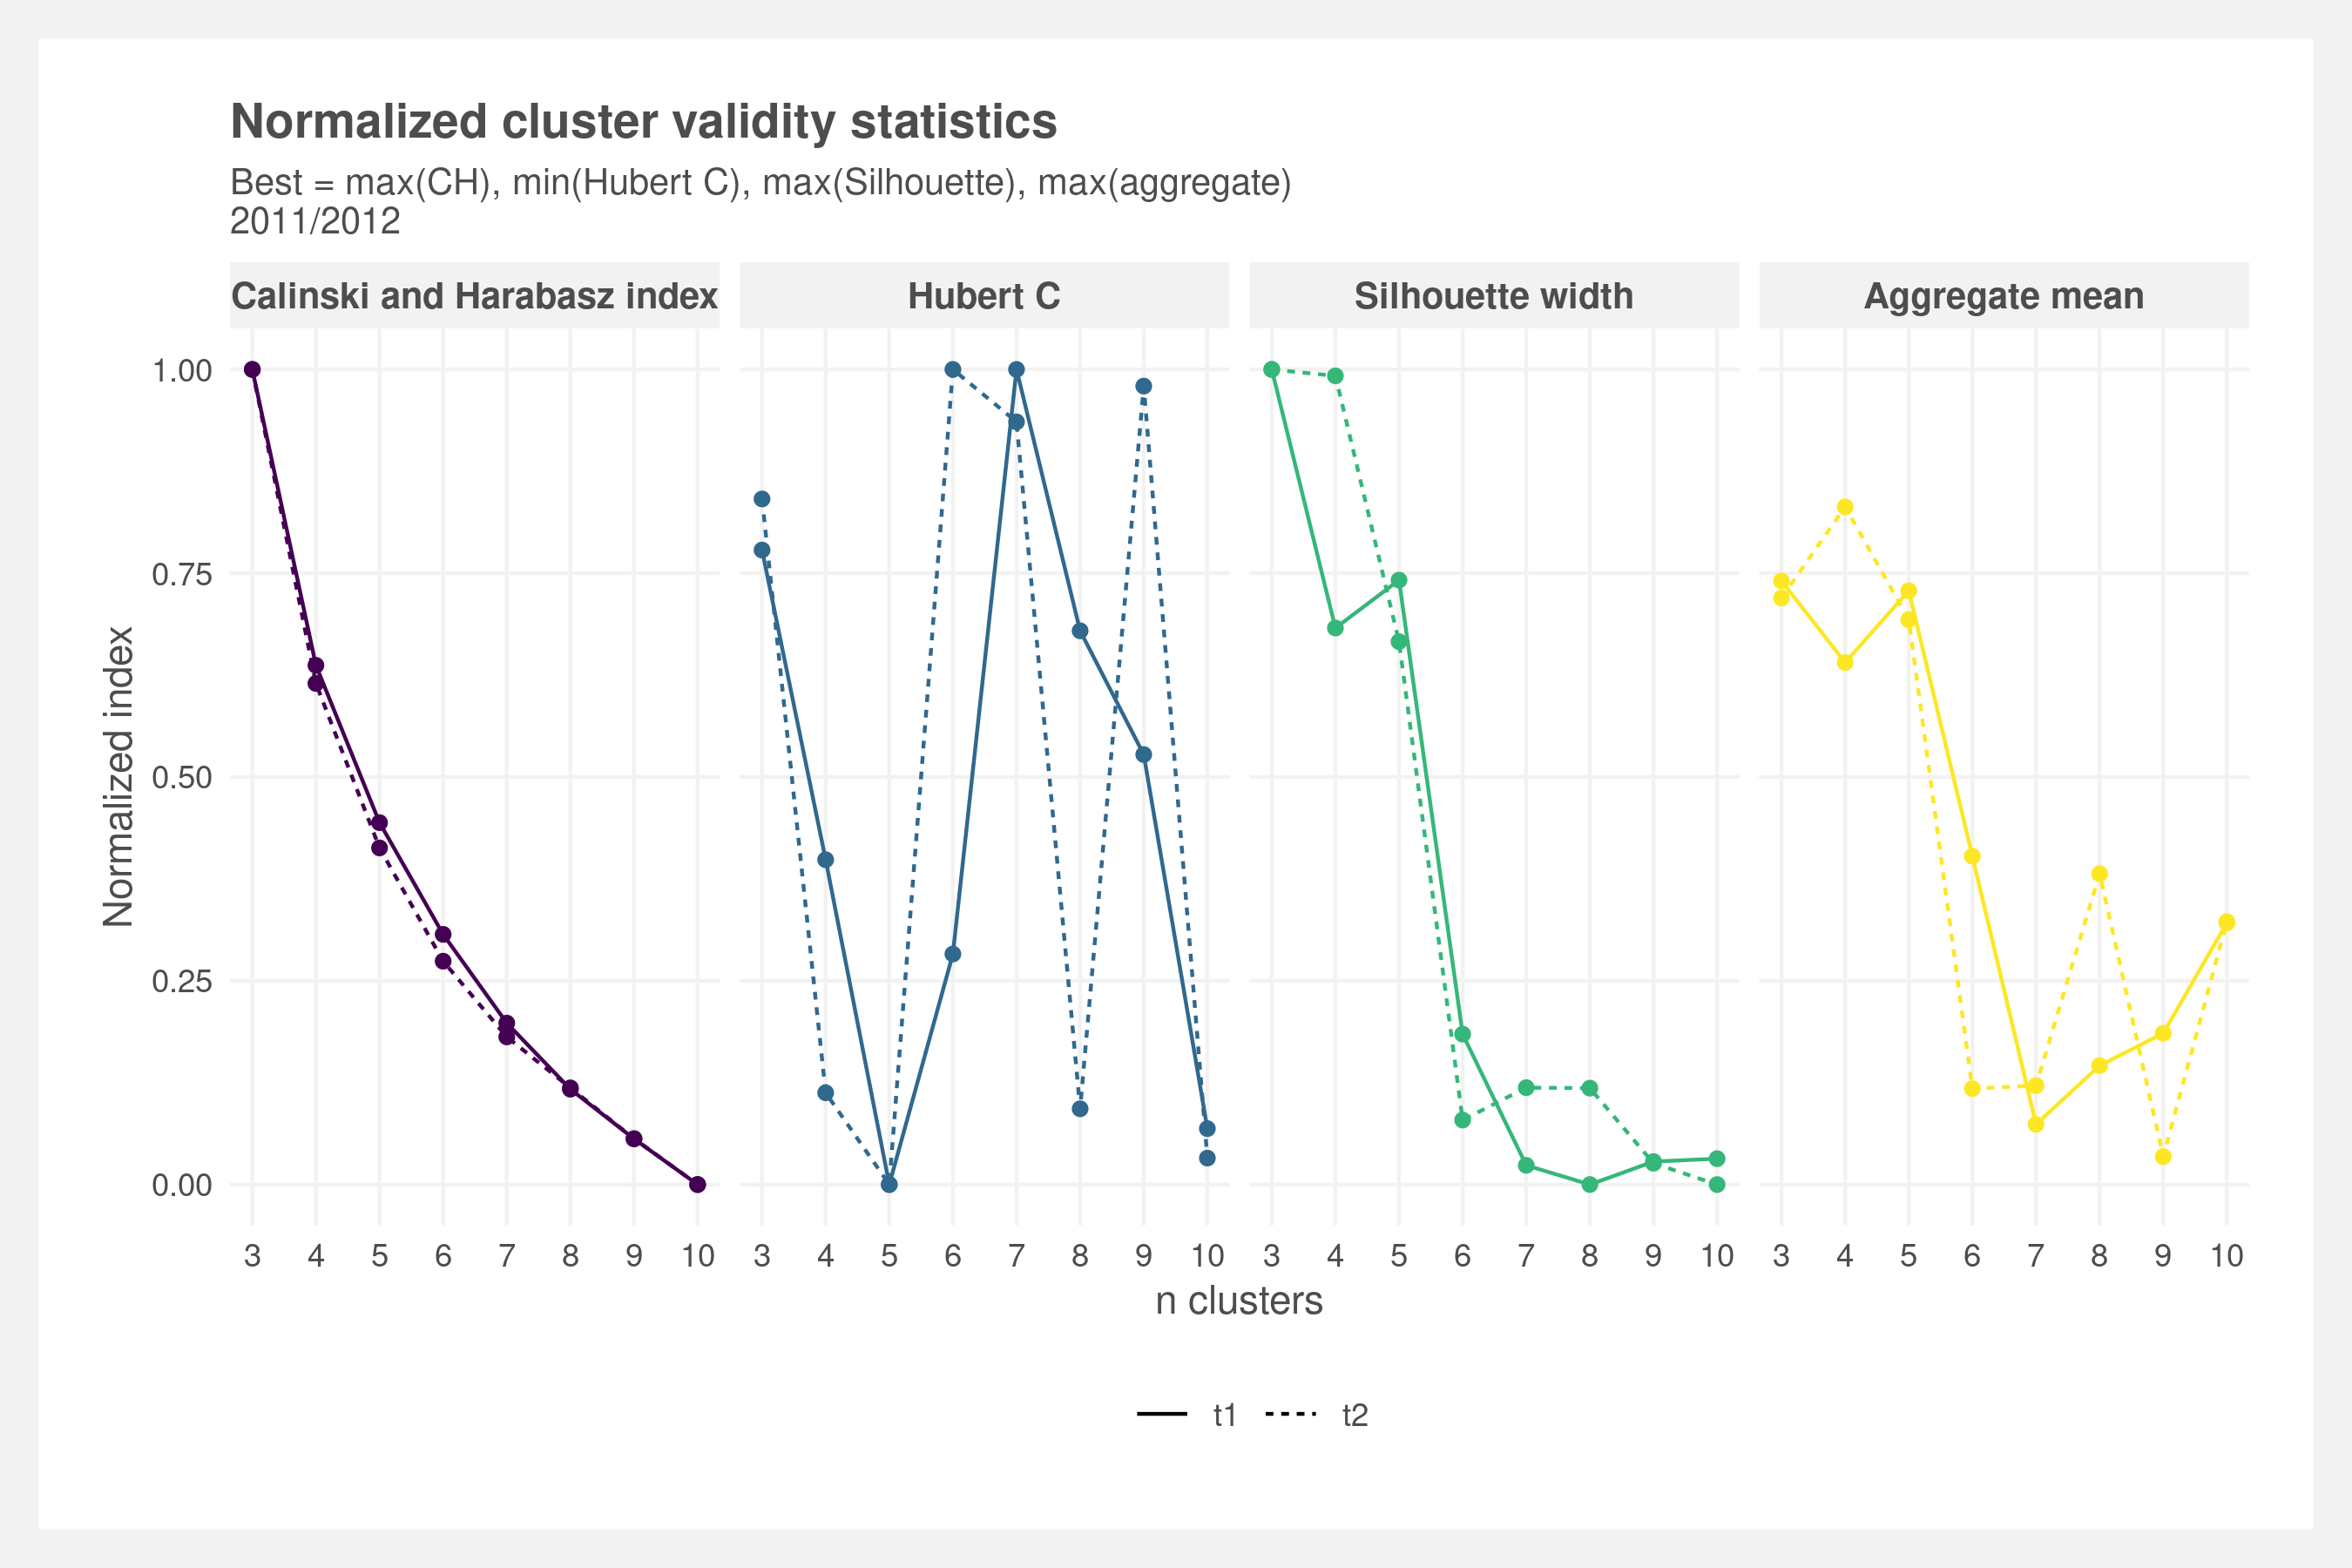 Normalized cluster validity statistics
Best = max(CH), min(Hubert C), max(Silhouette), max(aggregate)
2011/2012
Calinski and Harabasz index Hubert C Silhouette width Aggregate mean
Normalized index
1.00
0.75
0.50
0.25
0.00
3 4 5 6 7 8 9 10 3 4 5 6 7 8 9 10 3 4 5 6 7 8 9 10 3 4 5 6 7 8 9 10
n clusters
t1 t2